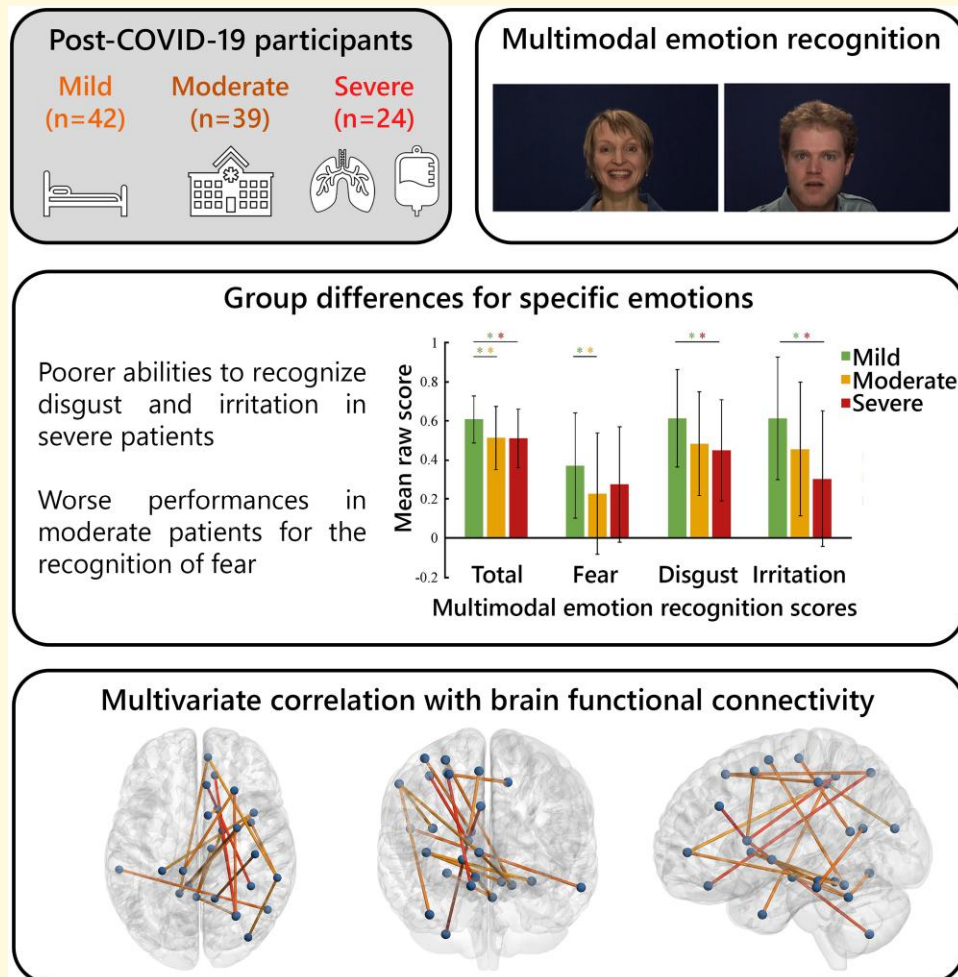 Post-COVID-19 participants
Mild Moderate Severe
(n=42) (n=39) (n=24)
Multimodal emotion recognition
Group differences for specific emotions
Poorer abilities to recognize
disgust and irritation in
severe patients
Worse performances in
moderate patients for the
recognition of fear
Mean raw score
1
0.8
0.6
0.4
0.2
0
-0.2
* *
* *
* *
* *
* *
Mild
Moderate
Severe
Total Fear Disgust Irritation
Multimodal emotion recognition scores
Multivariate correlation with brain functional connectivity